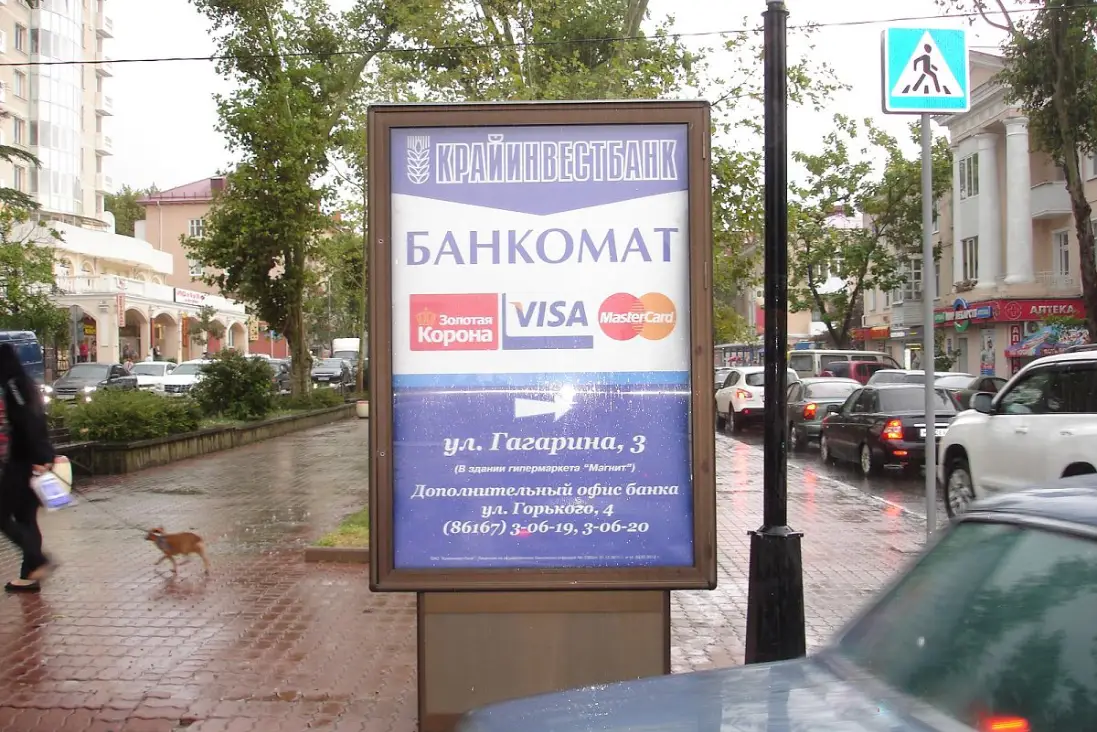 КРАЙИНВЕСТБАНК
БАНКОМАТ
Золотая
Корона
VISA
MasterCard
ул. Гагарина, 3
(В здании гипермаркета "Магнит")
Дополнительный офис банка
ул. Горького, 4
(86167) 3-06-19, 3-06-20
АПТЕКА